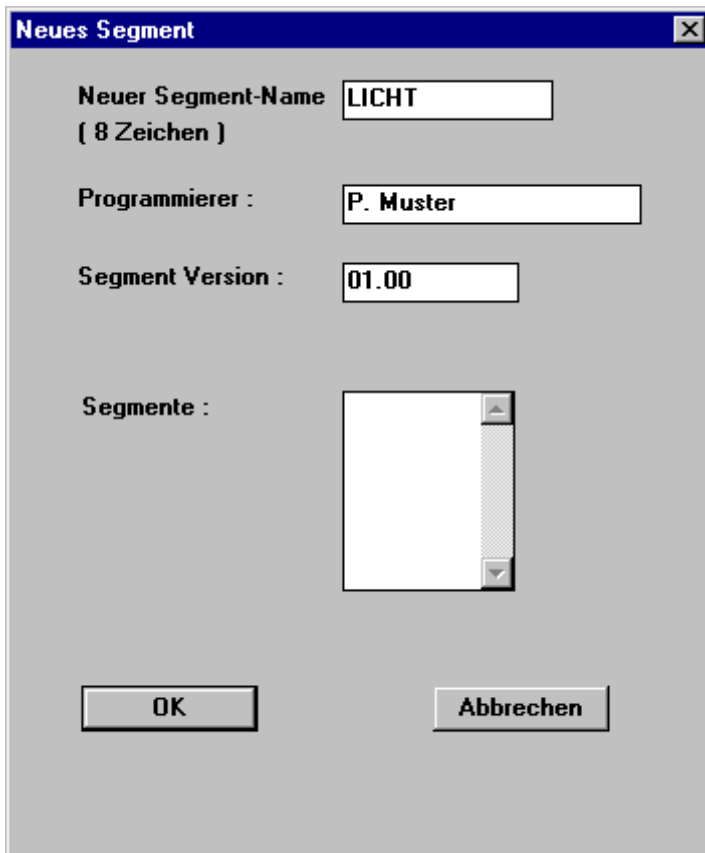 Neues Segment
Neuer Segment-Name LICHT
( 8 Zeichen )
Programmierer : P. Muster
Segment Version : 01.00
Segmente :
OK Abbrechen